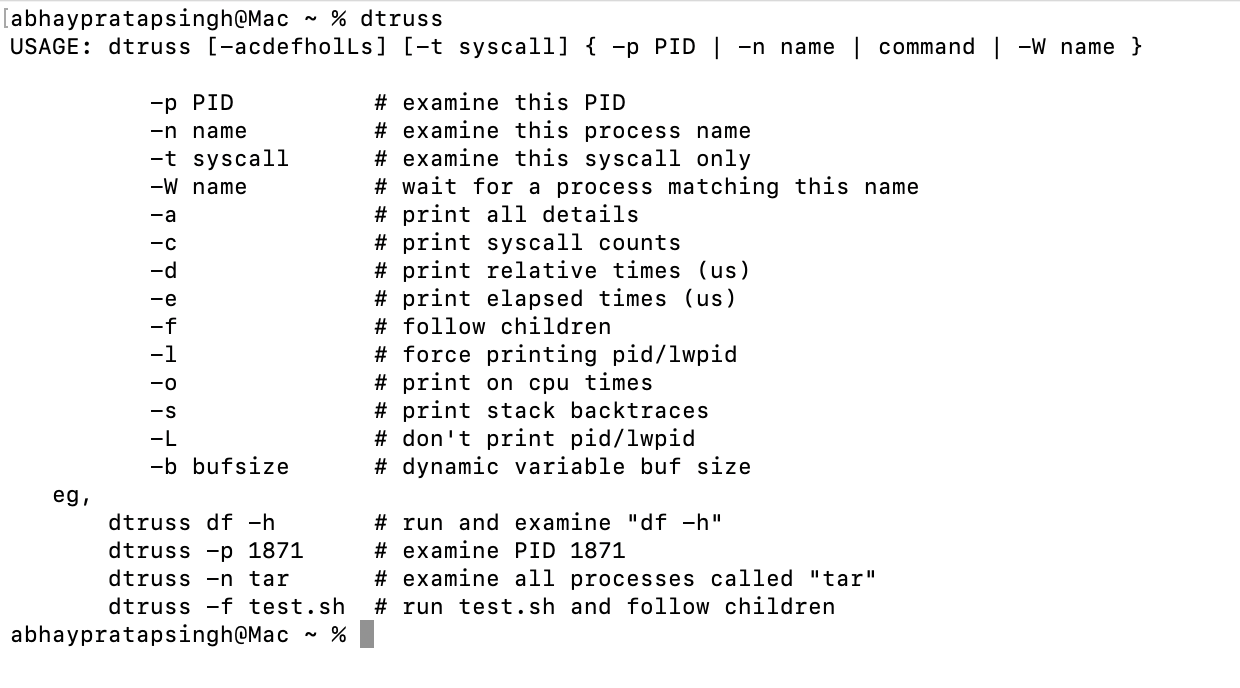 [abhaypratapsingh@Mac ~ % dtruss
USAGE: dtruss [-acdefholLs] [-t syscall] { -p PID | -n name | command | -W name }

          -p PID          # examine this PID
          -n name         # examine this process name
          -t syscall      # examine this syscall only
          -W name         # wait for a process matching this name
          -a              # print all details
          -c              # print syscall counts
          -d              # print relative times (us)
          -e              # print elapsed times (us)
          -f              # follow children
          -l              # force printing pid/lwpid
          -o              # print on cpu times
          -s              # print stack backtraces
          -L              # don't print pid/lwpid
          -b bufsize      # dynamic variable buf size
   eg,
       dtruss df -h       # run and examine "df -h"
       dtruss -p 1871     # examine PID 1871
       dtruss -n tar      # examine all processes called "tar"
       dtruss -f test.sh  # run test.sh and follow children
abhaypratapsingh@Mac ~ %